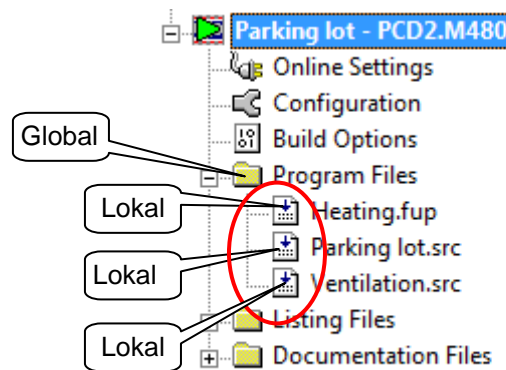 Parking lot - PCD2.M480
Online Settings
Configuration
Build Options
Global
Program Files
Lokal
Heating.fup
Lokal
Parking lot.src
Lokal
Ventilation.src
Listing Files
Documentation Files